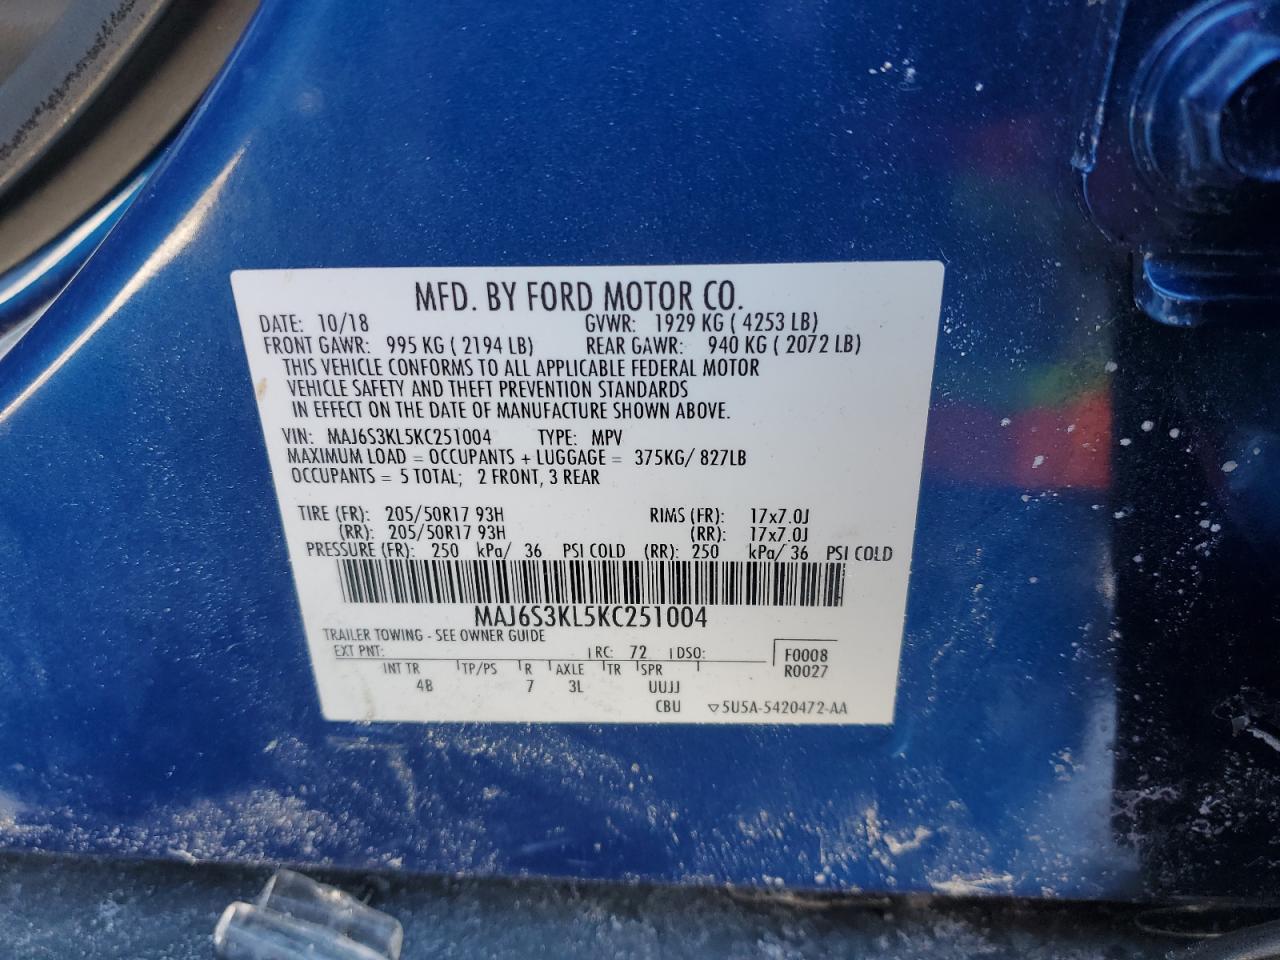 MFD. BY FORD MOTOR CO.
DATE: 10/18 GVWR: 1929 KG ( 4253 LB)
FRONT GAWR: 995 KG ( 2194 LB) REAR GAWR: 940 KG ( 2072 LB)
THIS VEHICLE CONFORMS TO ALL APPLICABLE FEDERAL MOTOR
VEHICLE SAFETY AND THEFT PREVENTION STANDARDS
IN EFFECT ON THE DATE OF MANUFACTURE SHOWN ABOVE.
VIN: MAJ6S3KL5KC251004 TYPE: MPV
MAXIMUM LOAD = OCCUPANTS + LUGGAGE = 375KG/ 827LB
OCCUPANTS = 5 TOTAL; 2 FRONT, 3 REAR
TIRE (FR): 205/50R17 93H RIMS (FR): 17x7.0J
(RR): 205/50R17 93H (RR): 17x7.0J
PRESSURE (FR): 250 kPa/ 36 PSI COLD (RR): 250 kPa/ 36 PSI COLD
MAJ6S3KL5KC251004
TRAILER TOWING - SEE OWNER GUIDE
EXT PNT: RC: 72 DSO: F0008
INT TR TP/PS R AXLE TR SPR R0027
4B 7 3L UUJJ
CBU ▽5U5A-5420472-AA